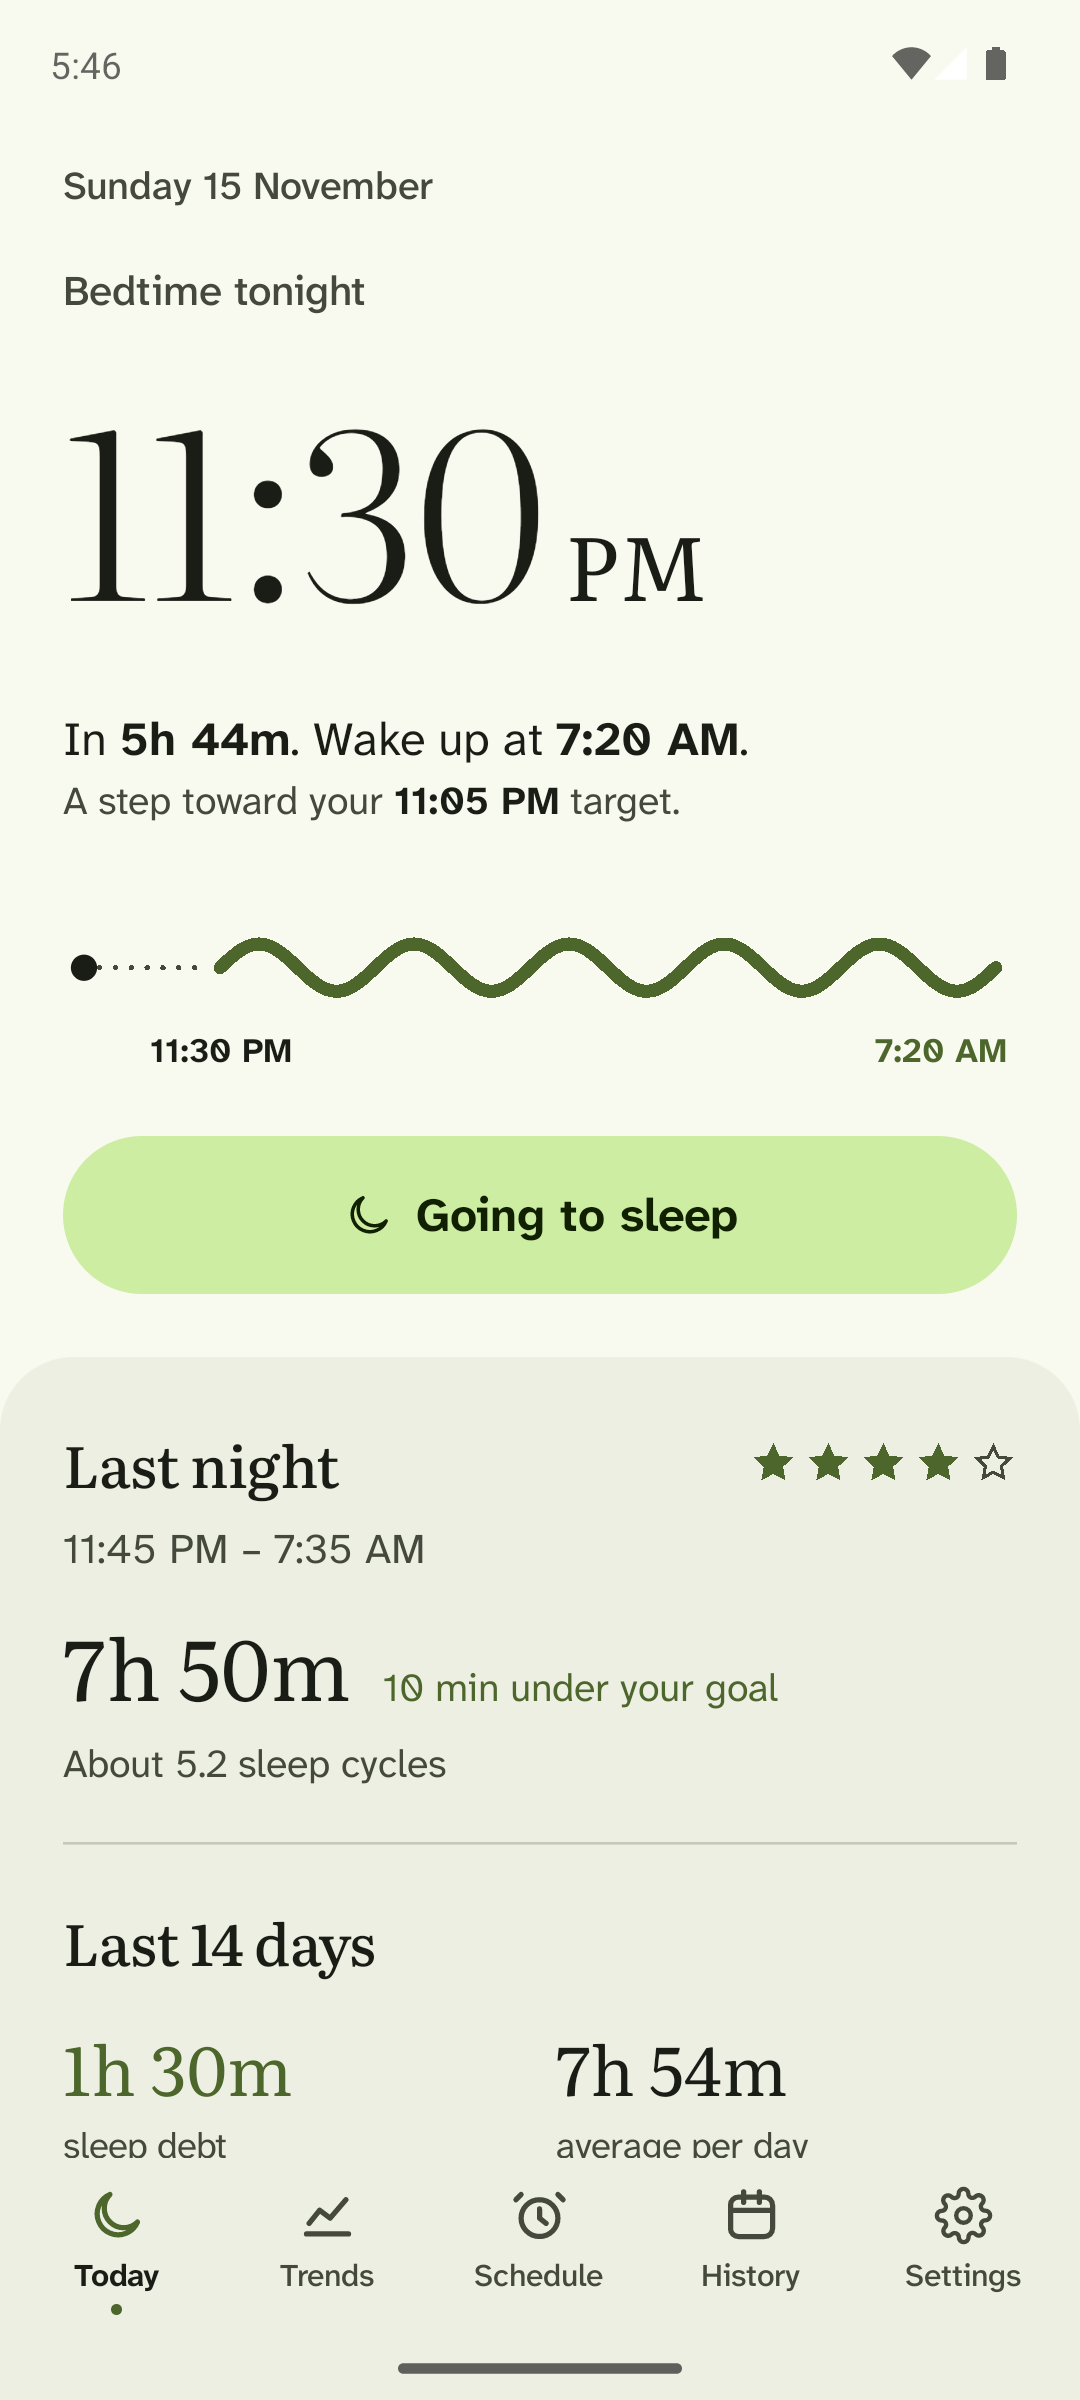 5:46
Sunday 15 November
Bedtime tonight
11:30 PM
In 5h 44m. Wake up at 7:20 AM.
A step toward your 11:05 PM target.
11:30 PM
7:20 AM
Going to sleep
Last night
11:45 PM – 7:35 AM
7h 50m 10 min under your goal
About 5.2 sleep cycles
Last 14 days
1h 30m
7h 54m
sleep debt
average per day
Today
Trends
Schedule
History
Settings